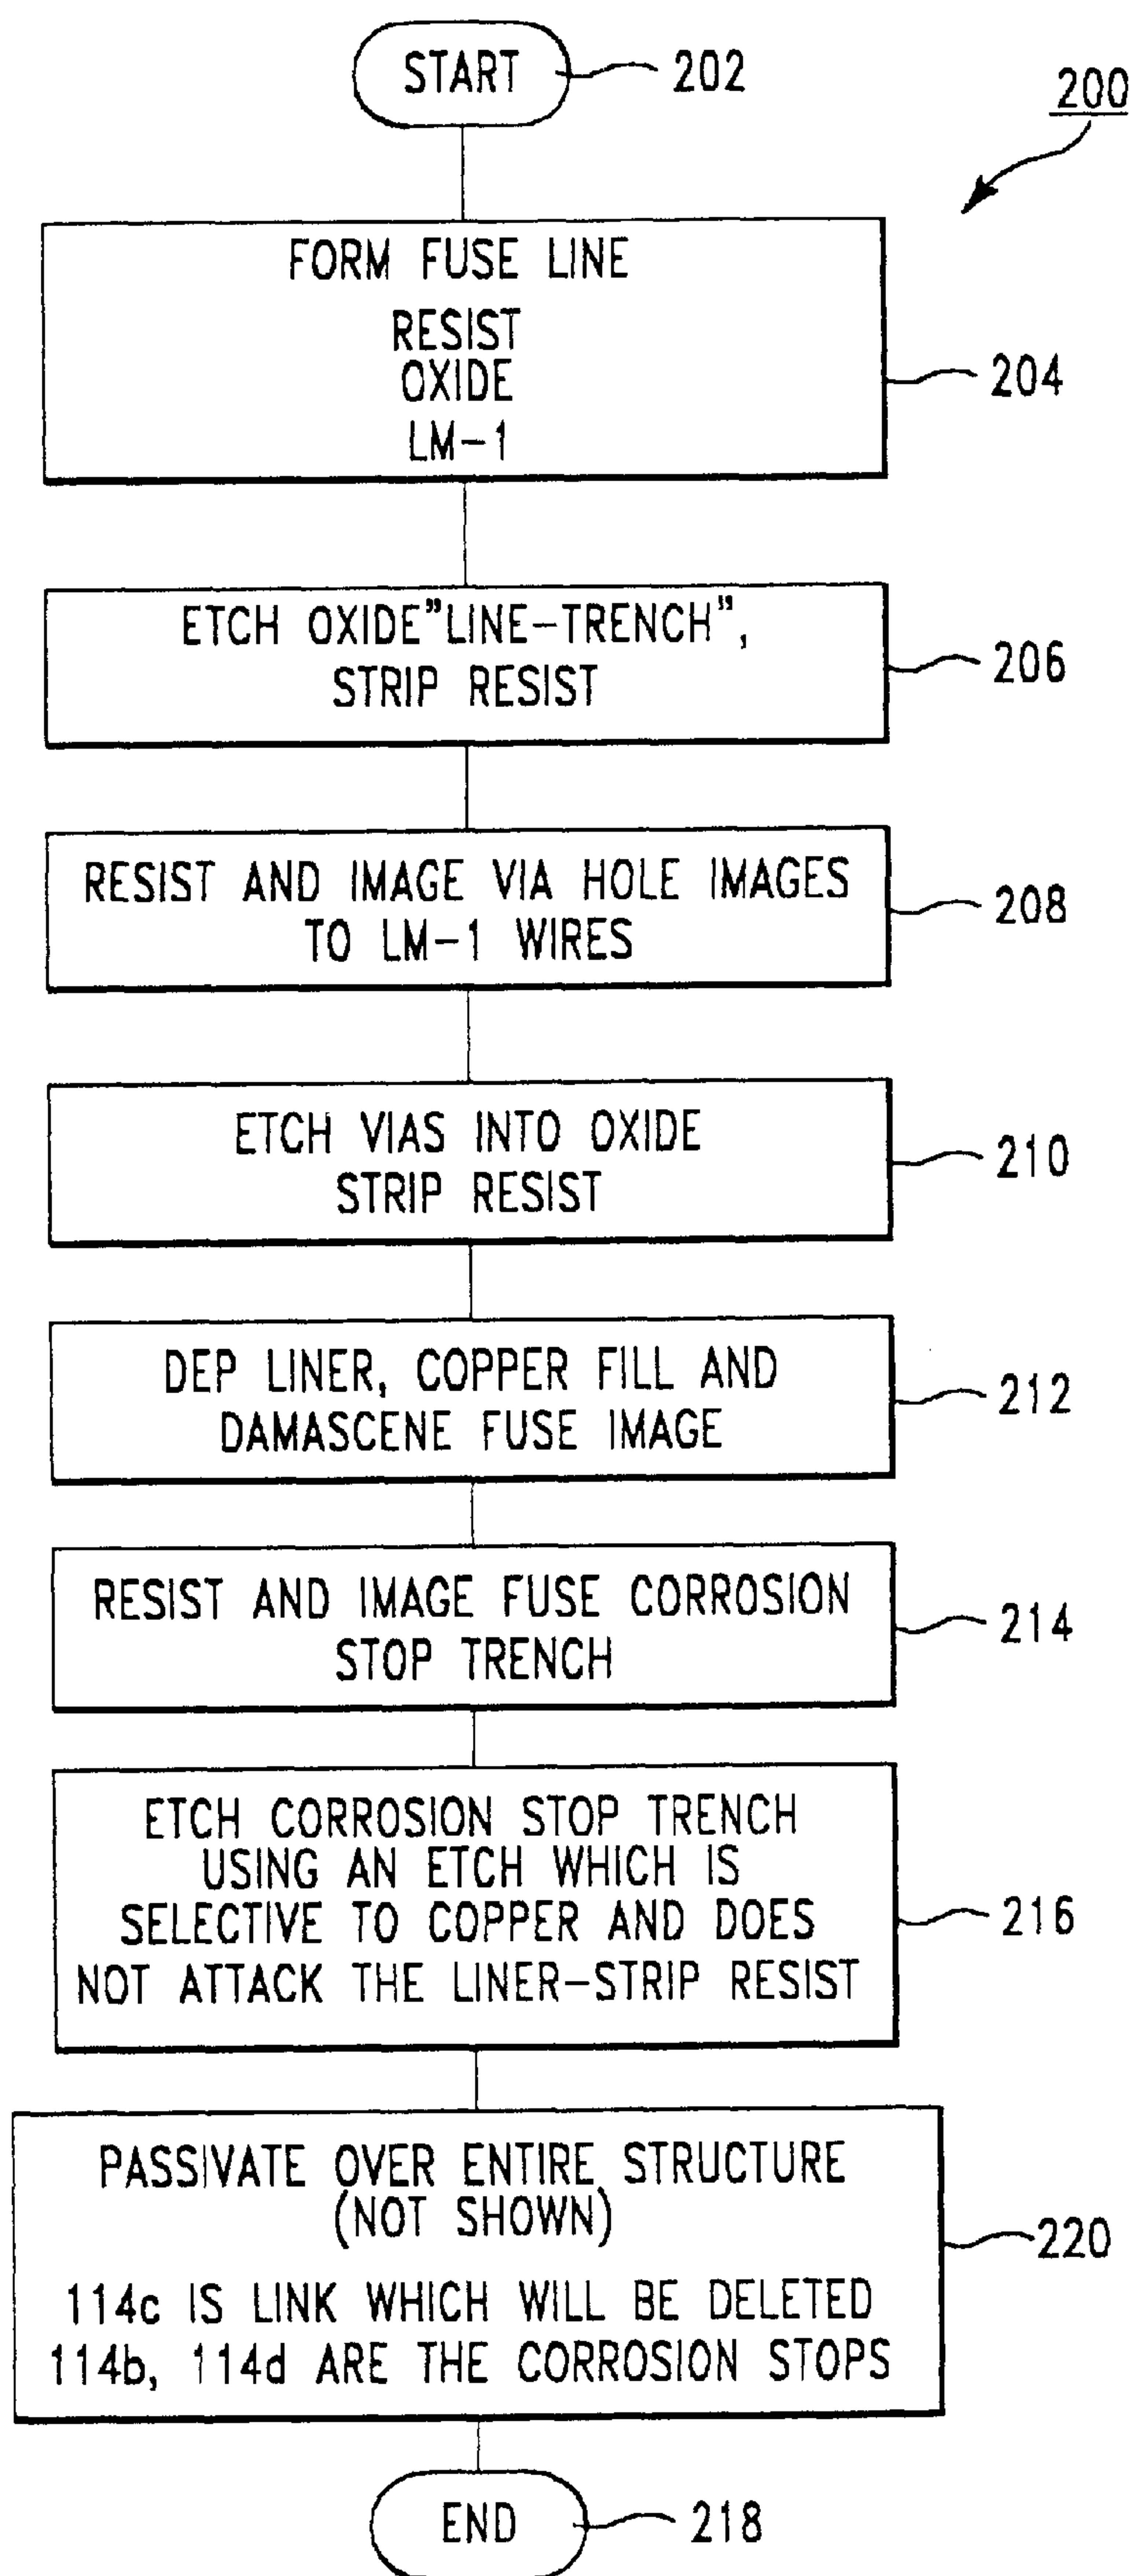 START
202
200
FORM FUSE LINE
RESIST
OXIDE
LM-1
204
ETCH OXIDE"LINE-TRENCH",
STRIP RESIST
206
RESIST AND IMAGE VIA HOLE IMAGES
TO LM-1 WIRES
208
ETCH VIAS INTO OXIDE
STRIP RESIST
210
DEP LINER, COPPER FILL AND
DAMASCENE FUSE IMAGE
212
RESIST AND IMAGE FUSE CORROSION
STOP TRENCH
214
ETCH CORROSION STOP TRENCH
USING AN ETCH WHICH IS
SELECTIVE TO COPPER AND DOES
NOT ATTACK THE LINER-STRIP RESIST
216
PASSIVATE OVER ENTIRE STRUCTURE
(NOT SHOWN)
114c IS LINK WHICH WILL BE DELETED
114b, 114d ARE THE CORROSION STOPS
220
END
218